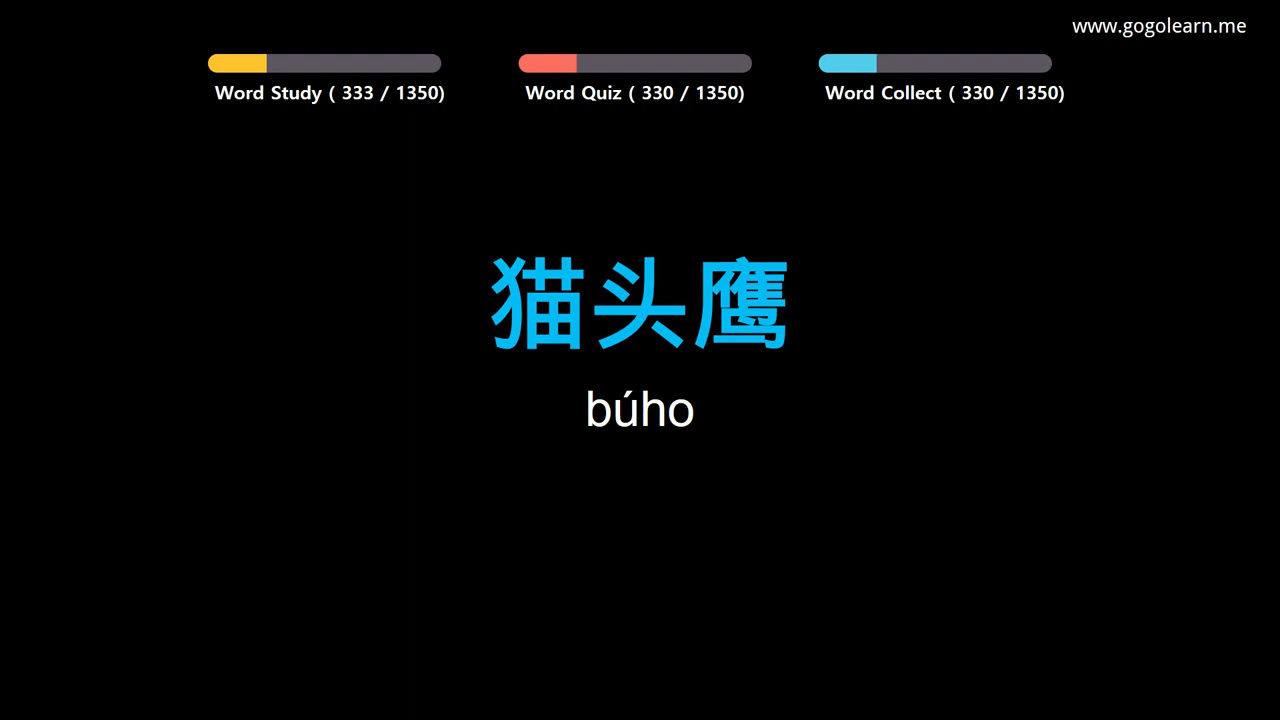 www.gogolearn.me
Word Study ( 333 / 1350)
Word Quiz ( 330 / 1350)
Word Collect ( 330 / 1350)
猫头鹰
búho